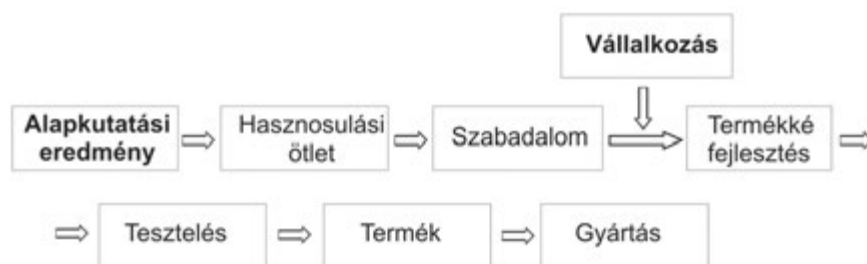 Vállalkozás
Alapkutatási
eredmény
Hasznosulási
ötlet
Szabadalom
Termékké
fejlesztés
Tesztelés
Termék
Gyártás